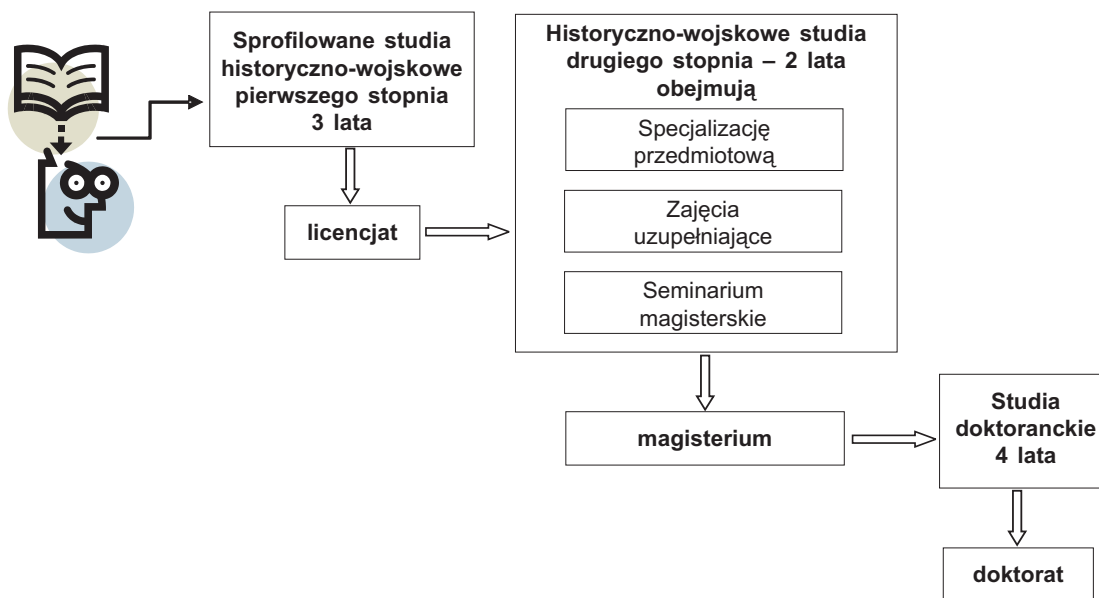 Sprofilowane studia
historyczno-wojskowe
pierwszego stopnia
3 lata
licencjat
Historyczno-wojskowe studia
drugiego stopnia – 2 lata
obejmują
Specjalizację
przedmiotową
Zajęcia
uzupełniające
Seminarium
magisterskie
magisterium
Studia
doktoranckie
4 lata
doktorat